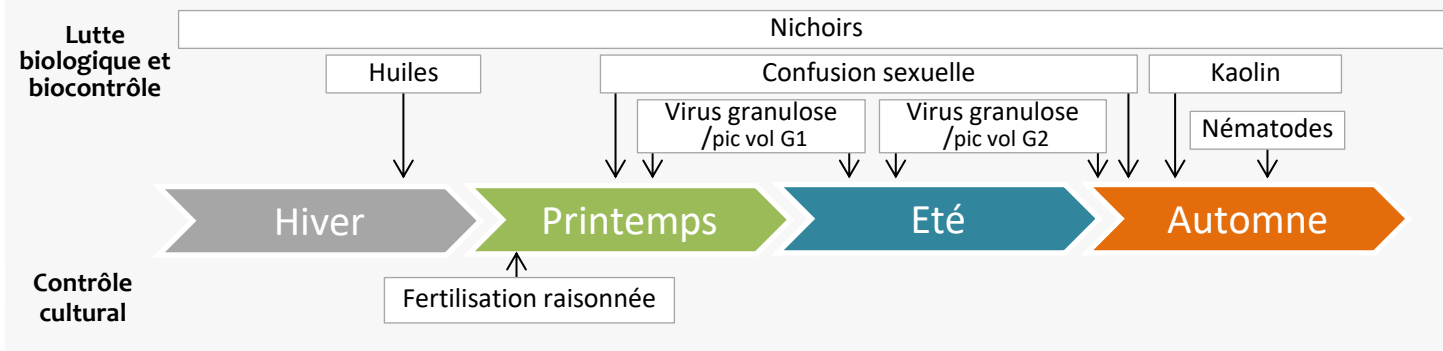 Lutte
biologique et
biocontrôle
Nichoirs
Huiles
Confusion sexuelle
Kaolin
Virus granulose
/pic vol G1
Virus granulose
/pic vol G2
Nématodes
Hiver
Printemps
Eté
Automne
Contrôle
cultural
Fertilisation raisonnée